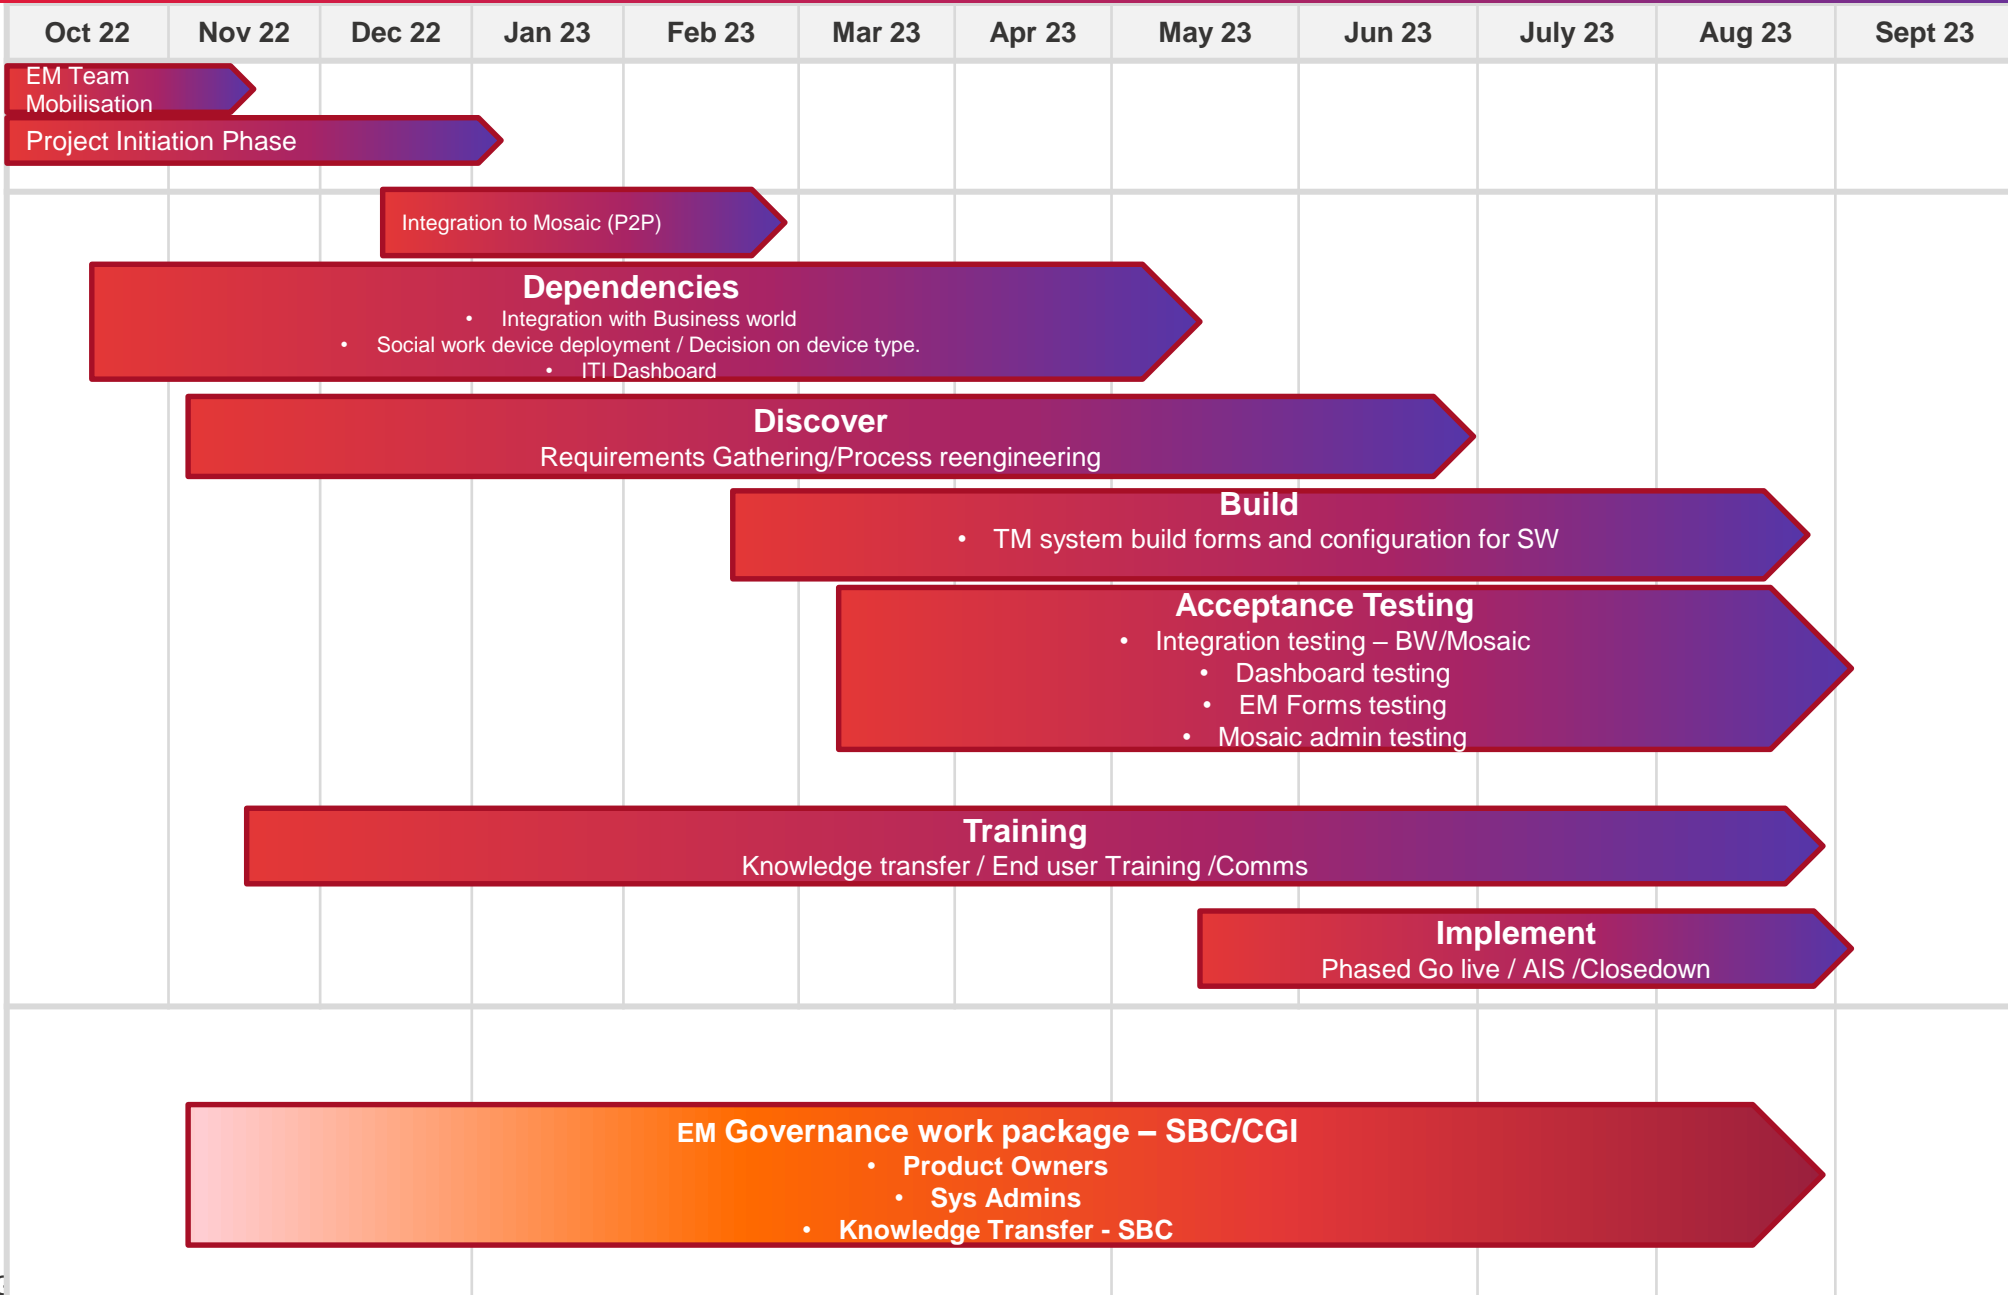 Oct 22 Nov 22 Dec 22 Jan 23 Feb 23 Mar 23 Apr 23 May 23 Jun 23 July 23 Aug 23 Sept 23
EM Team
Mobilisation
Project Initiation Phase
Integration to Mosaic (P2P)
Dependencies
• Integration with Business world
• Social work device deployment / Decision on device type.
• ITI Dashboard
Discover
Requirements Gathering/Process reengineering
Build
• TM system build forms and configuration for SW
Acceptance Testing
• Integration testing – BW/Mosaic
• Dashboard testing
• EM Forms testing
• Mosaic admin testing
Training
Knowledge transfer / End user Training /Comms
Implement
Phased Go live / AIS /Closedown
EM Governance work package – SBC/CGI
• Product Owners
• Sys Admins
• Knowledge Transfer - SBC